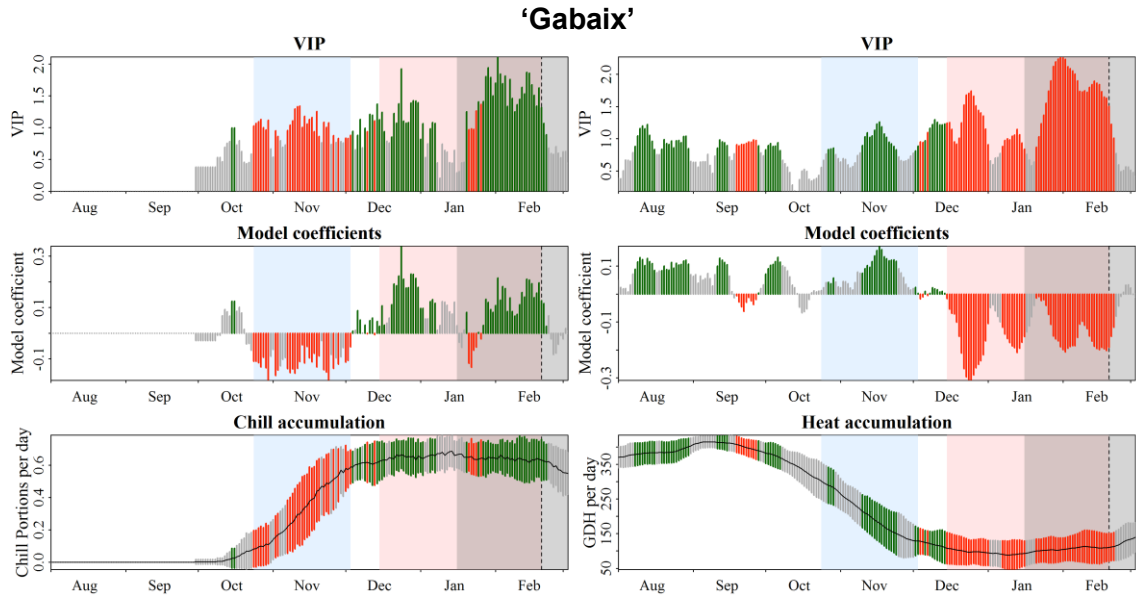 ‘Gabaix’
VIP
VIP
0.0 0.5 1.0 1.5 2.0
Aug Sep Oct Nov Dec Jan Feb
VIP
VIP
0.5 1.0 1.5 2.0
Aug Sep Oct Nov Dec Jan Feb
Model coefficients
Model coefficient
-0.1 0.1 0.3
Aug Sep Oct Nov Dec Jan Feb
Model coefficients
Model coefficient
-0.3 -0.1 0.1
Aug Sep Oct Nov Dec Jan Feb
Chill accumulation
Chill Portions per day
0.0 0.2 0.4 0.6
Aug Sep Oct Nov Dec Jan Feb
Heat accumulation
GDH per day
50 150 250 350
Aug Sep Oct Nov Dec Jan Feb